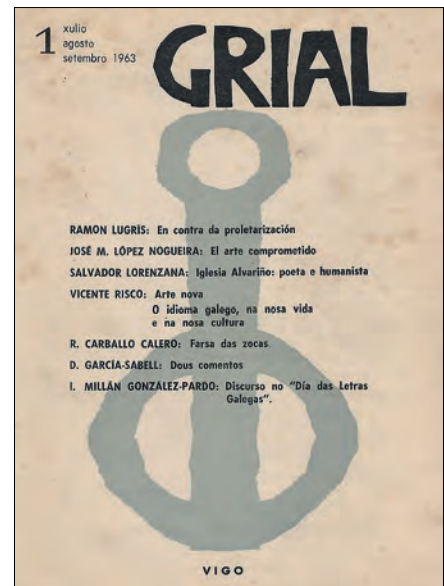 1
xulio
agosto
setembro 1963
GRIAL
RAMON LUGRÍS: En contra da proletarización
JOSÉ M. LÓPEZ NOGUEIRA: El arte comprometido
SALVADOR LORENZANA: Iglesia Alvariño: poeta e humanista
VICENTE RISCO: Arte nova
O idioma galego, na nosa vida
e na nosa cultura
R. CARBALLO CALERO: Farsa das zocas
D. GARCÍA-SABELL: Dous comentos
I. MILLÁN GONZÁLEZ-PARDO: Discurso no "Día das Letras
Galegas".
VIGO